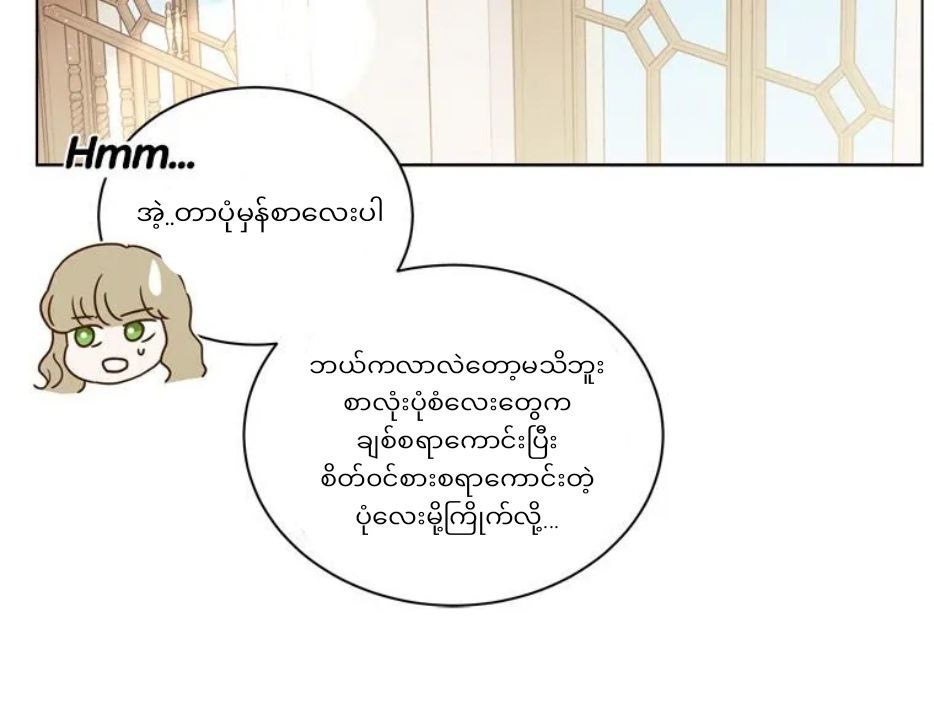 Hmm...
အဲ့..တာပုံမှန်စာလေးပါ
ဘယ်ကလာလဲတော့မသိဘူး
စာလုံးပုံစံလေးတွေက
ချစ်စရာကောင်းပြီး
စိတ်ဝင်စားစရာကောင်းတဲ့
ပုံလေးမို့ကြိုက်လို့...